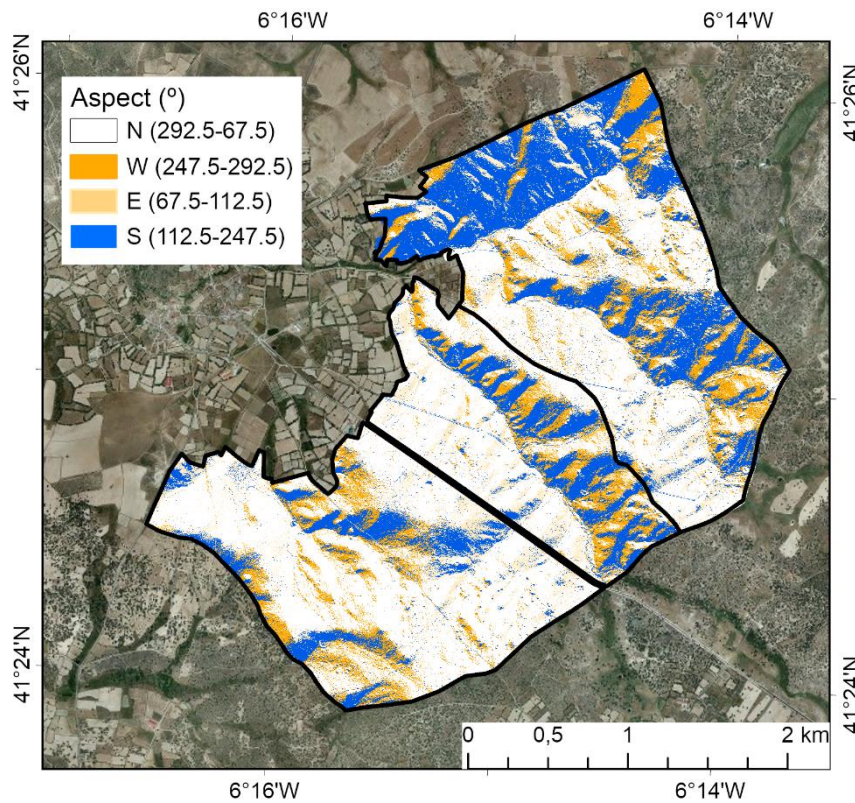 6°16'W
6°14'W
41°26'N
41°26'N
Aspect (º)
N (292.5-67.5)
W (247.5-292.5)
E (67.5-112.5)
S (112.5-247.5)
41°24'N
41°24'N
0
0,5
1
2 km
6°16'W
6°14'W